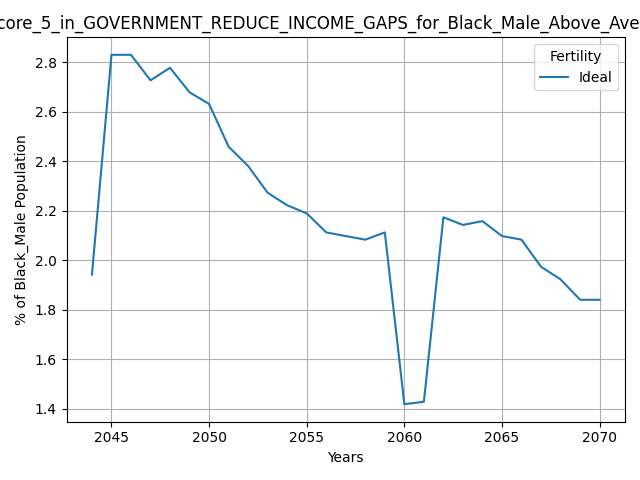 core_5_in_GOVERNMENT_REDUCE_INCOME_GAPS_for_Black_Male_Above_Ave
Fertility
Ideal
% of Black_Male Population
2.8
2.6
2.4
2.2
2.0
1.8
1.6
1.4
2045 2050 2055 2060 2065 2070
Years